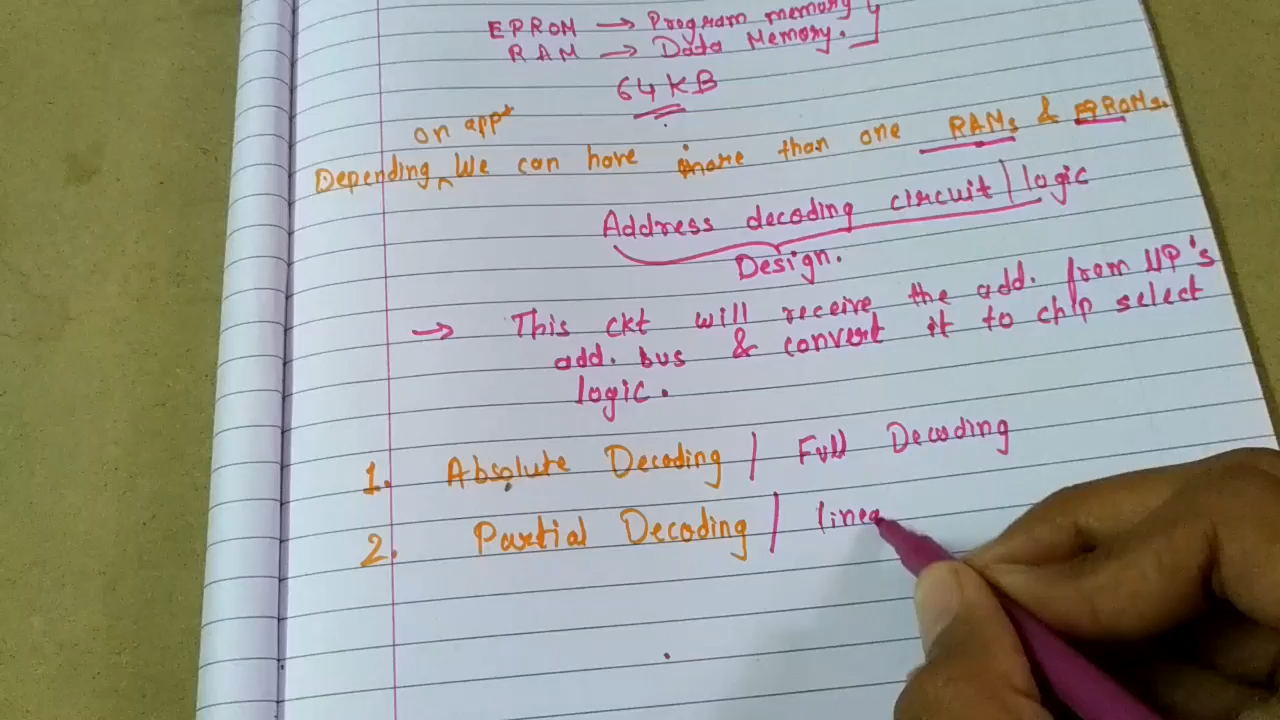 EPROM → Program memory
RAM → Data Memory.
64 KB
on appⁿ
Depending ^ We can have more than one RAMs & EPROMs.
Address decoding circuit / logic
Design.
→ This ckt will receive the add. from UP's
add. bus & convert it to chip select
logic.
1. Absolute Decoding / Full Decoding
2. Partial Decoding / linea